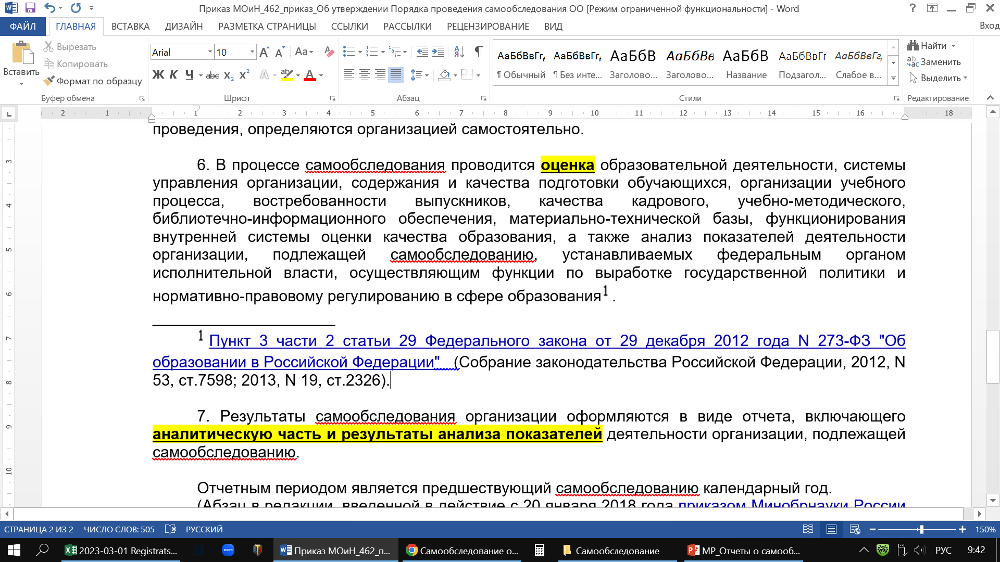 Приказ МОиН_462_приказ_Об утверждении Порядка проведения самообследования ОО [Режим ограниченной функциональности] - Word
ФАЙЛ ГЛАВНАЯ ВСТАВКА ДИЗАЙН РАЗМЕТКА СТРАНИЦЫ ССЫЛКИ РАССЫЛКИ РЕЦЕНЗИРОВАНИЕ ВИД Вход
Вставить
Вырезать
Копировать
Формат по образцу
Буфер обмена
Arial 10
Ж К Ч abc x₂ x²
Шрифт
Абзац
АаБбВвГг, АаБбВвГг, АаБбВ АаБбВв АаБбВ АаБбВвГг АаБбВвГг,
¶ Обычный ¶ Без инте... Заголово... Заголово... Название Подзагол... Слабое в...
Стили
Найти
Заменить
Выделить
Редактирование
2 1 1 2 3 4 5 6 7 8 9 10 11 12 13 14 15 16 18
проведения, определяются организацией самостоятельно.
6. В процессе самообследования проводится оценка образовательной деятельности, системы
управления организации, содержания и качества подготовки обучающихся, организации учебного
процесса, востребованности выпускников, качества кадрового, учебно-методического,
библиотечно-информационного обеспечения, материально-технической базы, функционирования
внутренней системы оценки качества образования, а также анализ показателей деятельности
организации, подлежащей самообследованию, устанавливаемых федеральным органом
исполнительной власти, осуществляющим функции по выработке государственной политики и
нормативно-правовому регулированию в сфере образования¹ .
¹ Пункт 3 части 2 статьи 29 Федерального закона от 29 декабря 2012 года N 273-ФЗ "Об
образовании в Российской Федерации" (Собрание законодательства Российской Федерации, 2012, N
53, ст.7598; 2013, N 19, ст.2326).
7. Результаты самообследования организации оформляются в виде отчета, включающего
аналитическую часть и результаты анализа показателей деятельности организации, подлежащей
самообследованию.
Отчетным периодом является предшествующий самообследованию календарный год.
(Абзац в редакции, введенной в действие с 20 января 2018 года приказом Минобрнауки России
3
4
5
6
7
8
9
10
СТРАНИЦА 2 ИЗ 2 ЧИСЛО СЛОВ: 505 РУССКИЙ 150%
2023-03-01 Registrats... zoom Приказ МОиН_462_п... Самообследование о... Самообследование МР_Отчеты о самооб... РУС 9:42